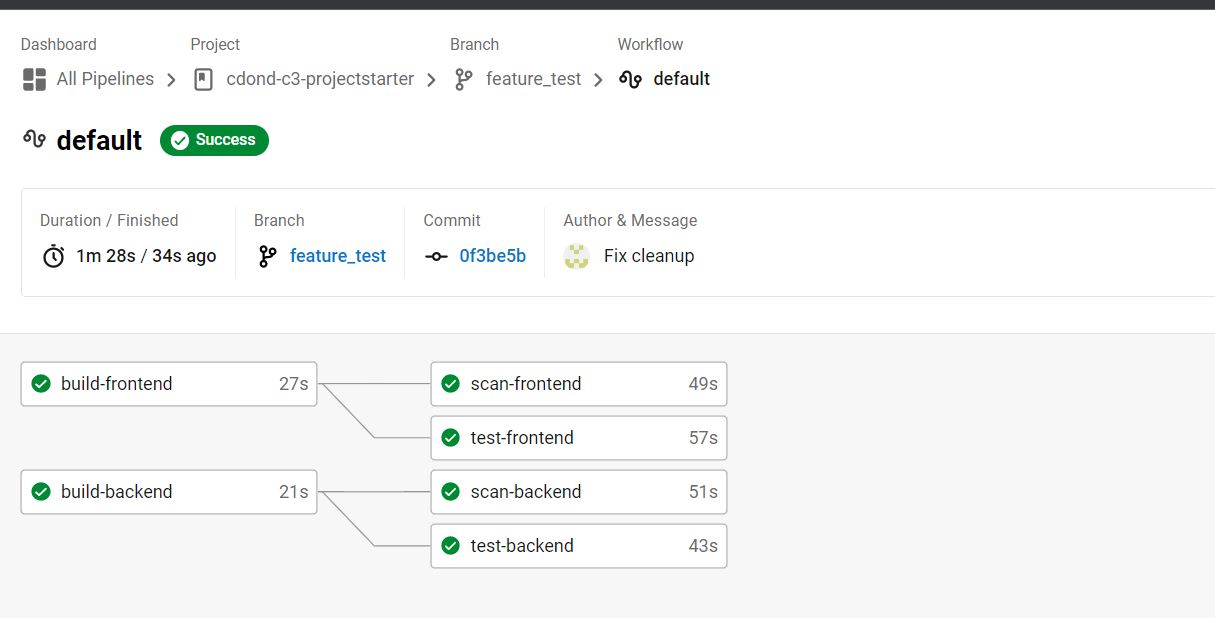 Dashboard Project Branch Workflow
All Pipelines cdond-c3-projectstarter feature_test default
default Success
Duration / Finished Branch Commit Author & Message
1m 28s / 34s ago feature_test 0f3be5b Fix cleanup
build-frontend 27s scan-frontend 49s
test-frontend 57s
build-backend 21s scan-backend 51s
test-backend 43s